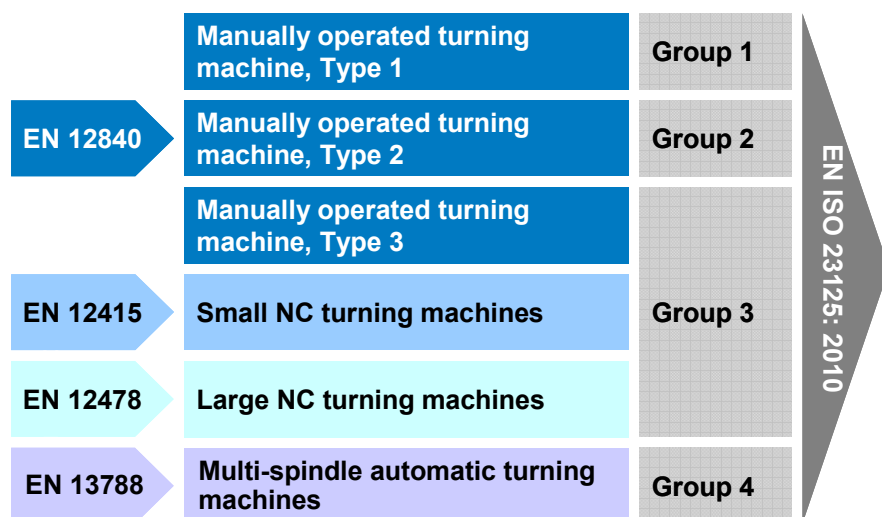 Manually operated turning
machine, Type 1
Group 1
EN 12840
Manually operated turning
machine, Type 2
Group 2
Manually operated turning
machine, Type 3
EN 12415
Small NC turning machines
Group 3
EN 12478
Large NC turning machines
EN 13788
Multi-spindle automatic turning
machines
Group 4
EN ISO 23125: 2010